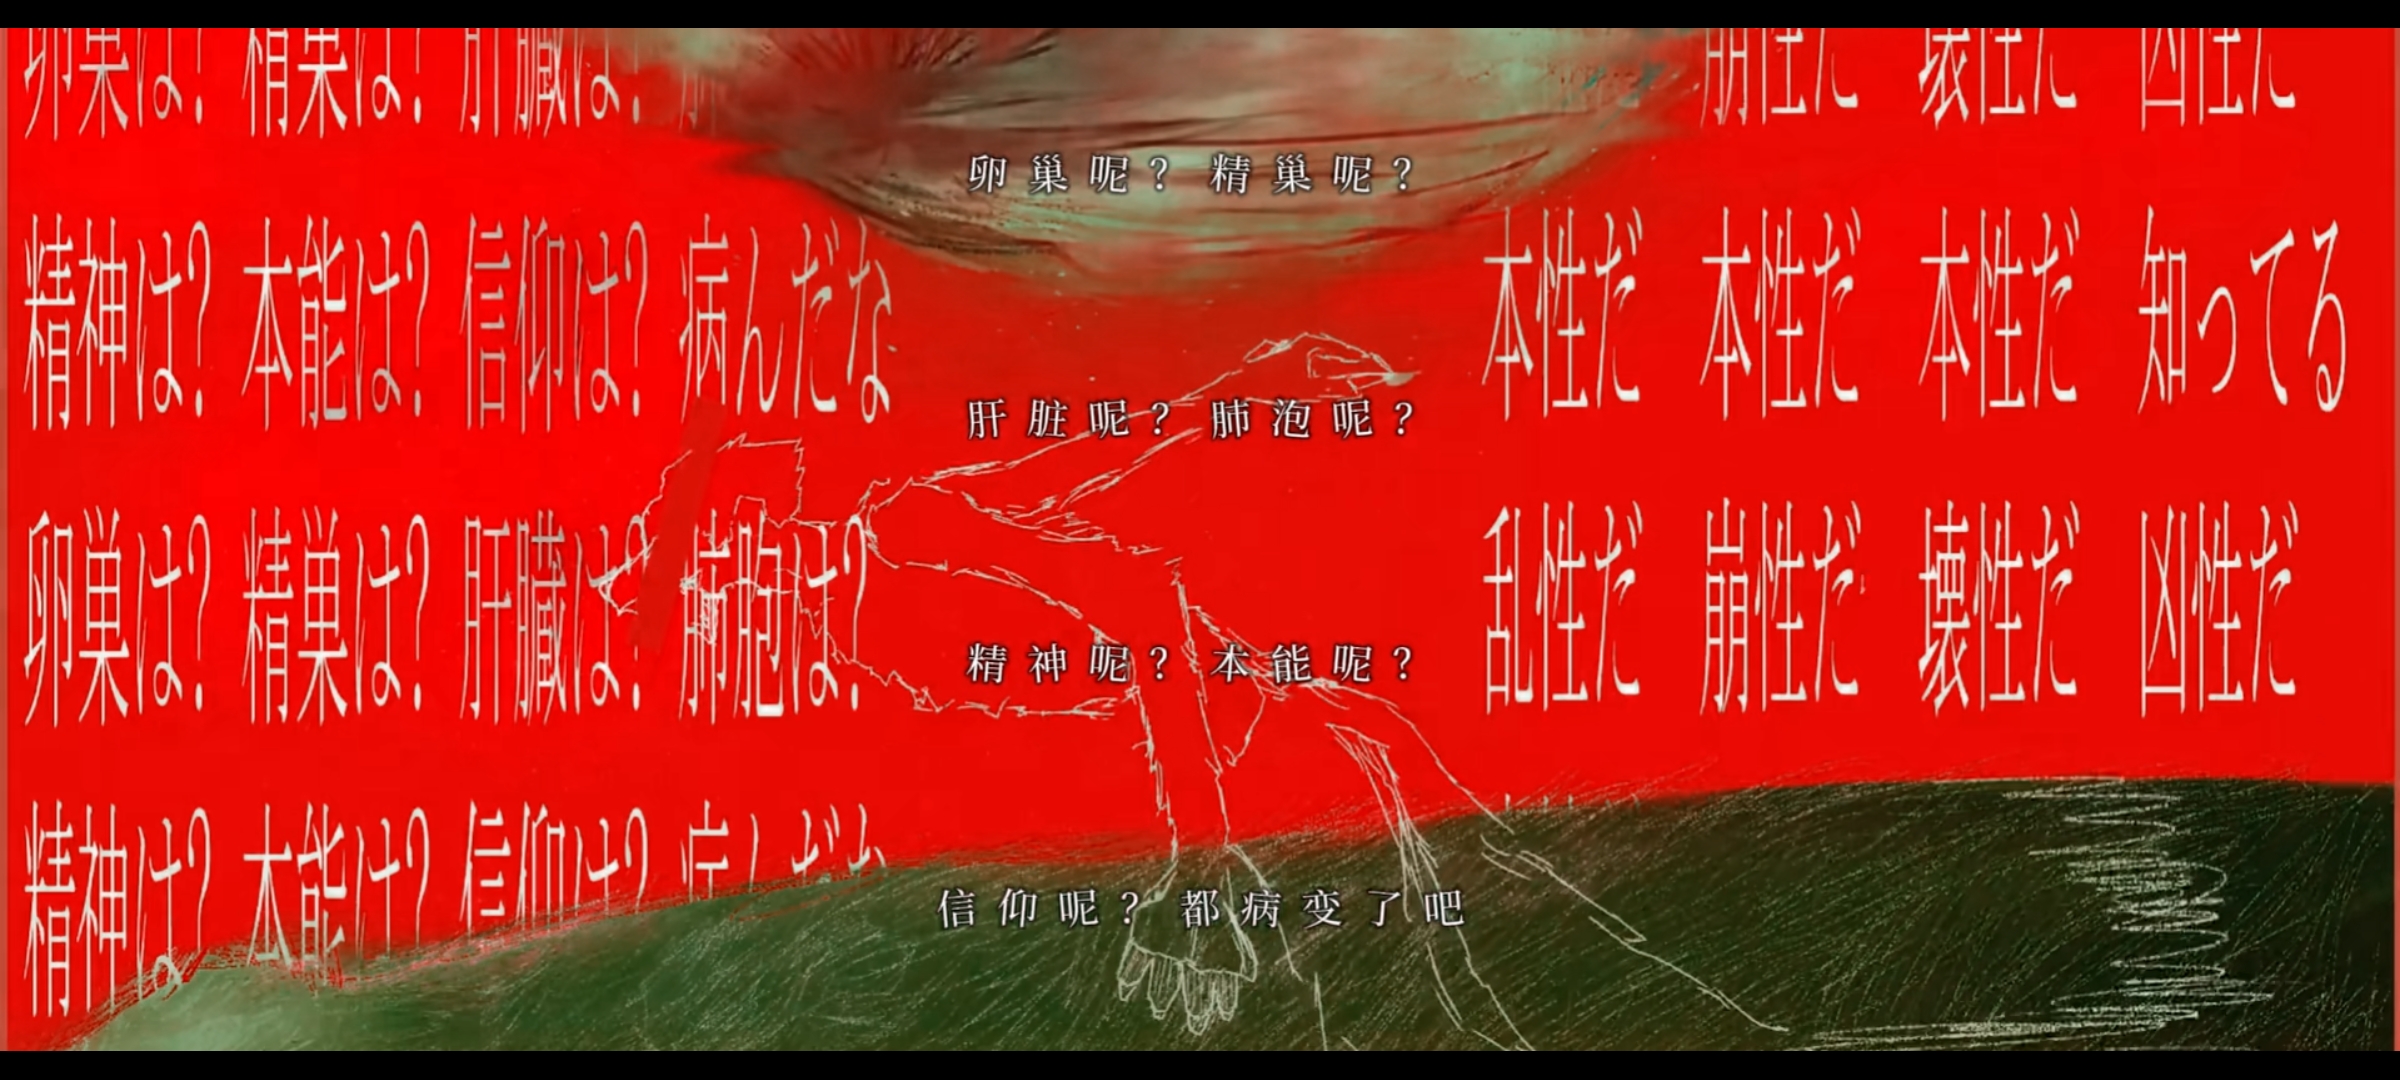 卵巣は? 精巣は? 肝臓は? 肺
精神は? 本能は? 信仰は? 病んだな
卵巣は? 精巣は? 肝臓は? 肺胞は?
精神は? 本能は? 信仰は? 病んだな
卵巢呢? 精巢呢?
肝脏呢? 肺泡呢?
精神呢? 本能呢?
信仰呢? 都病变了吧
崩性だ 壊性だ 凶性だ
本性だ 本性だ 本性だ 知ってる
乱性だ 崩性だ 壊性だ 凶性だ